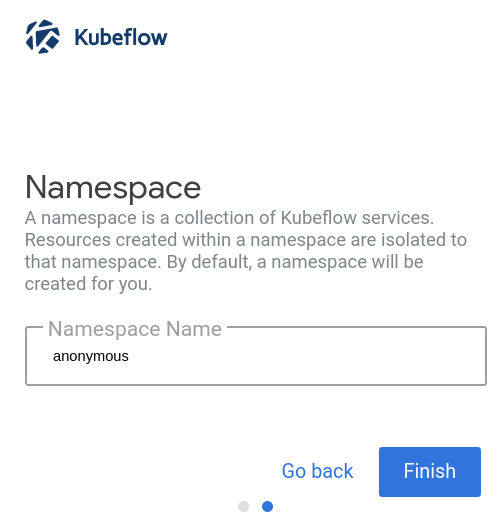 Kubeflow
Namespace
A namespace is a collection of Kubeflow services.
Resources created within a namespace are isolated to
that namespace. By default, a namespace will be
created for you.
Namespace Name
anonymous
Go back
Finish